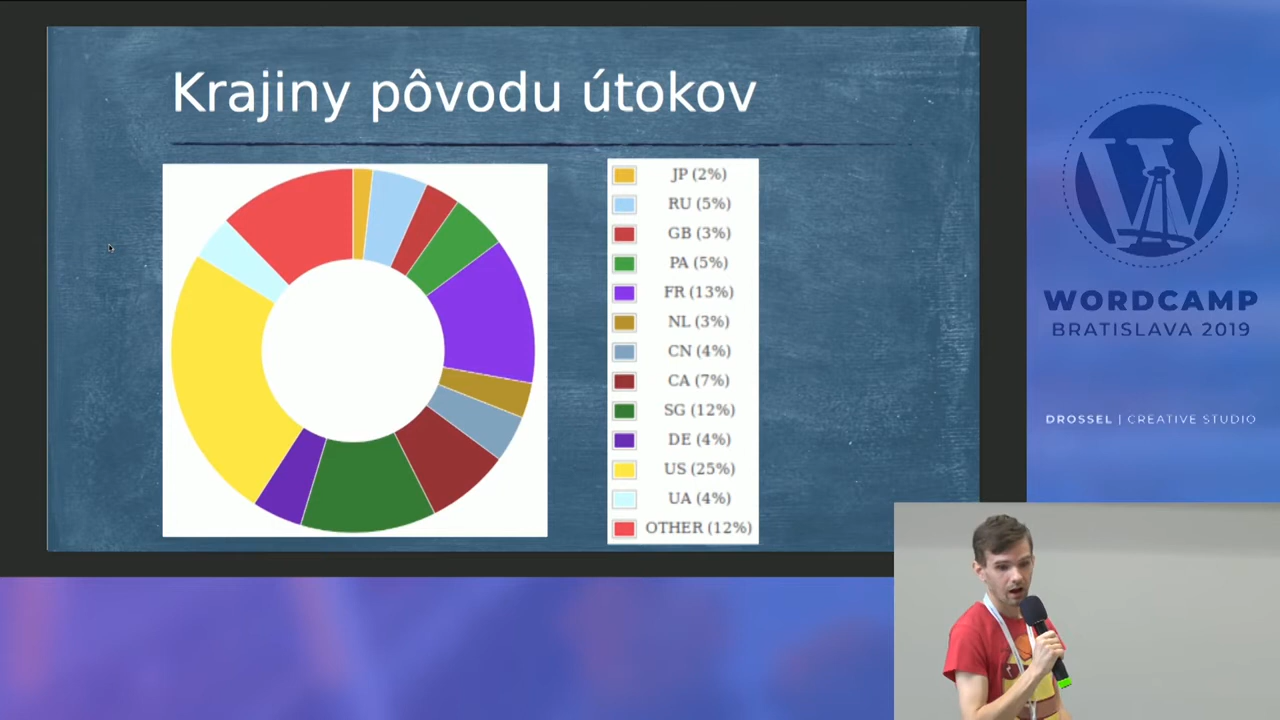 Krajiny pôvodu útokov
JP (2%)
RU (5%)
GB (3%)
PA (5%)
FR (13%)
NL (3%)
CN (4%)
CA (7%)
SG (12%)
DE (4%)
US (25%)
UA (4%)
OTHER (12%)
WORDCAMP
BRATISLAVA 2019
DROSSEL | CREATIVE STUDIO